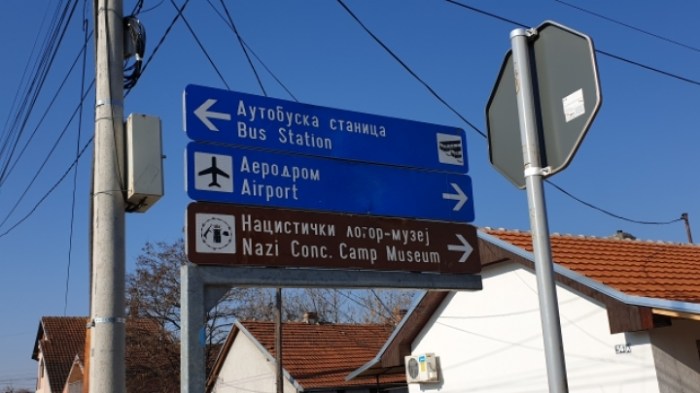 Аутобуска станица
Bus Station
Аеродром
Airport
Нацистички логор-музеј
Nazi Conc. Camp Museum